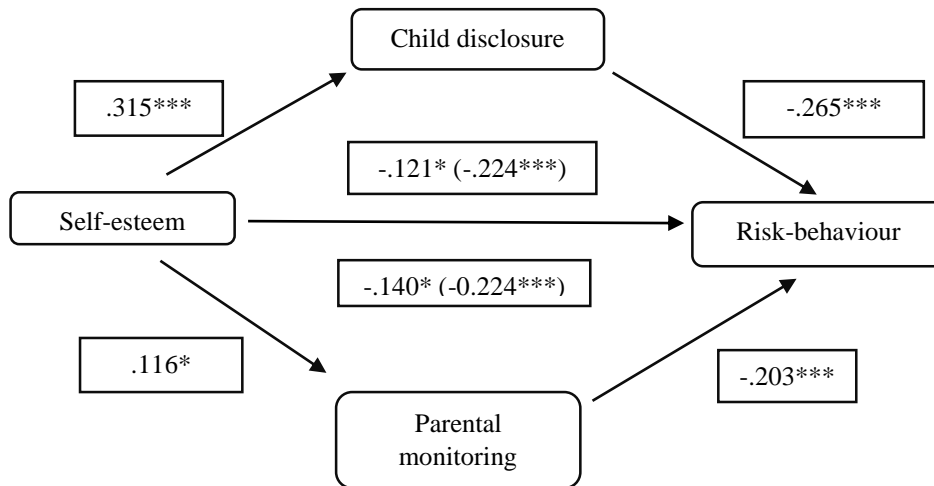 Child disclosure
.315***
-.265***
-.121* (-.224***)
Self-esteem
Risk-behaviour
-.140* (-0.224***)
.116*
-.203***
Parental
monitoring